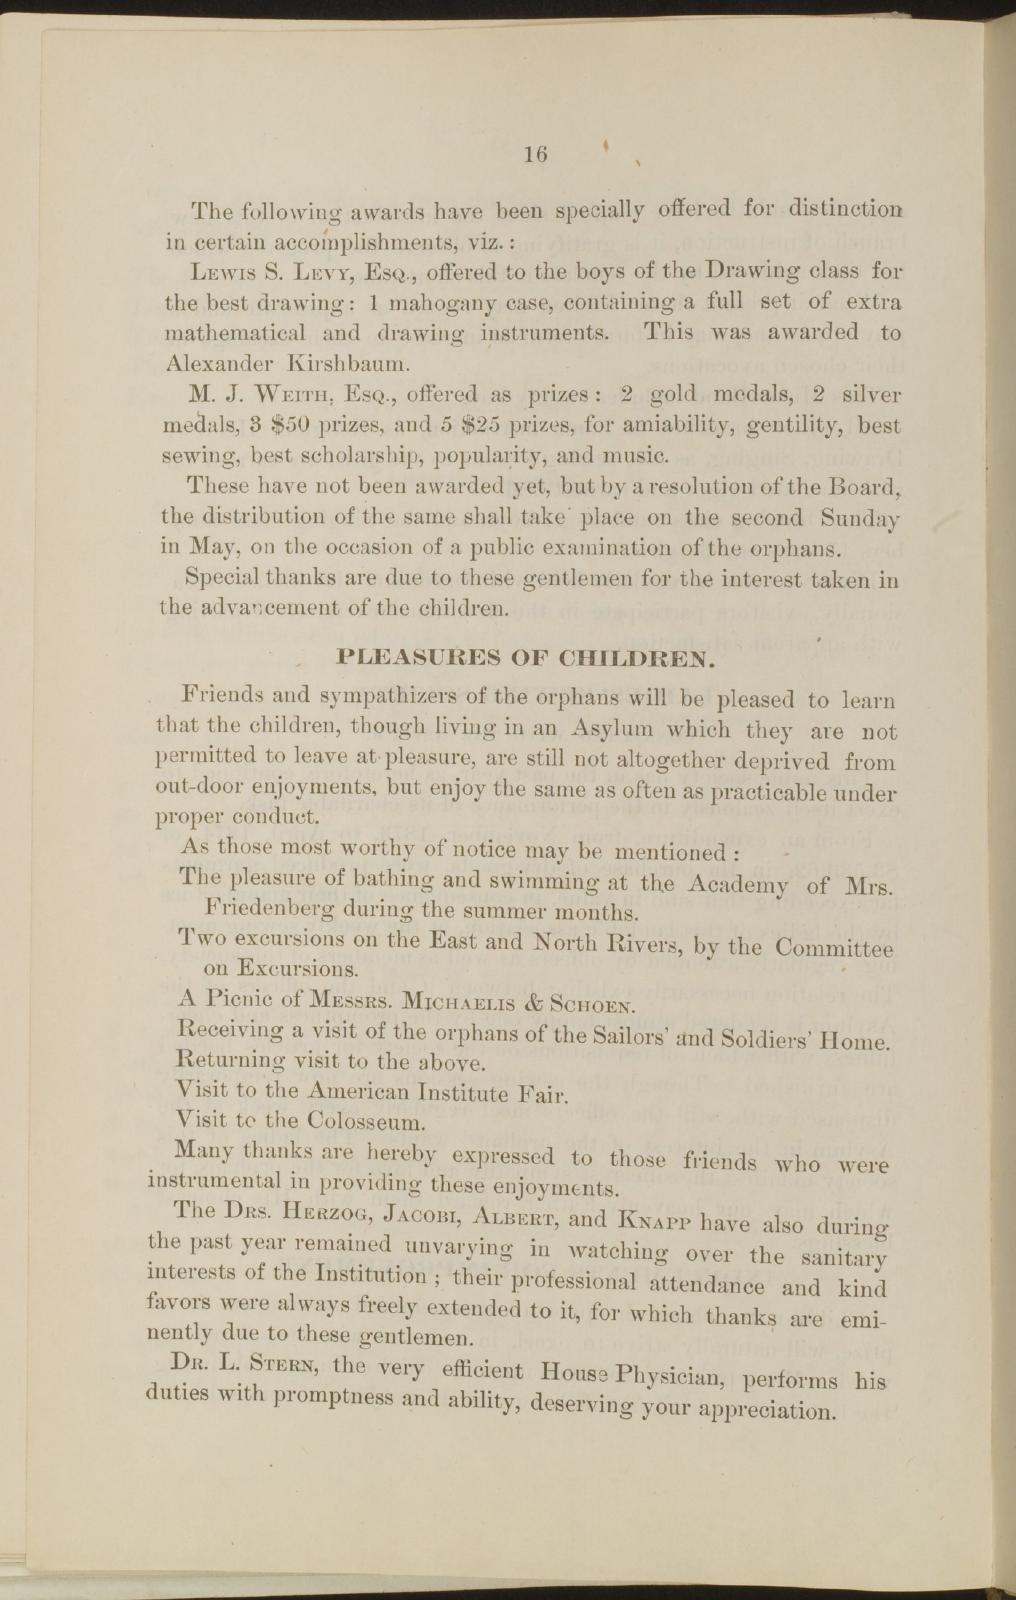 16
The following awards have been specially offered for distinction
in certain accomplishments, viz. :
LEWIS S. LEVY, ESQ., offered to the boys of the Drawing class for
the best drawing: 1 mahogany case, containing a full set of extra
mathematical and drawing instruments. This was awarded to
Alexander Kirshbaum.
M. J. WEITH, ESQ., offered as prizes : 2 gold medals, 2 silver
medals, 3 $50 prizes, and 5 $25 prizes, for amiability, gentility, best
sewing, best scholarship, popularity, and music.
These have not been awarded yet, but by a resolution of the Board,
the distribution of the same shall take place on the second Sunday
in May, on the occasion of a public examination of the orphans.
Special thanks are due to these gentlemen for the interest taken in
the advancement of the children.
PLEASURES OF CHILDREN.
Friends and sympathizers of the orphans will be pleased to learn
that the children, though living in an Asylum which they are not
permitted to leave at pleasure, are still not altogether deprived from
out-door enjoyments, but enjoy the same as often as practicable under
proper conduct.
As those most worthy of notice may be mentioned :
The pleasure of bathing and swimming at the Academy of Mrs.
Friedenberg during the summer months.
Two excursions on the East and North Rivers, by the Committee
on Excursions.
A Picnic of MESSRS. MICHAELIS & SCHOEN.
Receiving a visit of the orphans of the Sailors' and Soldiers' Home.
Returning visit to the above.
Visit to the American Institute Fair.
Visit to the Colosseum.
Many thanks are hereby expressed to those friends who were
instrumental in providing these enjoyments.
The DRS. HERZOG, JACOBI, ALBERT, and KNAPP have also during
the past year remained unvarying in watching over the sanitary
interests of the Institution ; their professional attendance and kind
favors were always freely extended to it, for which thanks are emi-
nently due to these gentlemen.
DR. L. STERN, the very efficient House Physician, performs his
duties with promptness and ability, deserving your appreciation.